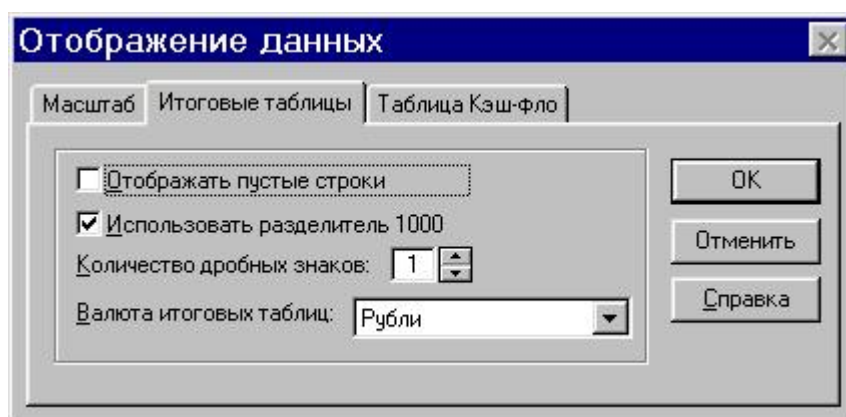 Отображение данных
Масштаб Итоговые таблицы Таблица Кэш-фло
Отображать пустые строки
Использовать разделитель 1000
Количество дробных знаков: 1
Валюта итоговых таблиц: Рубли
OK
Отменить
Справка